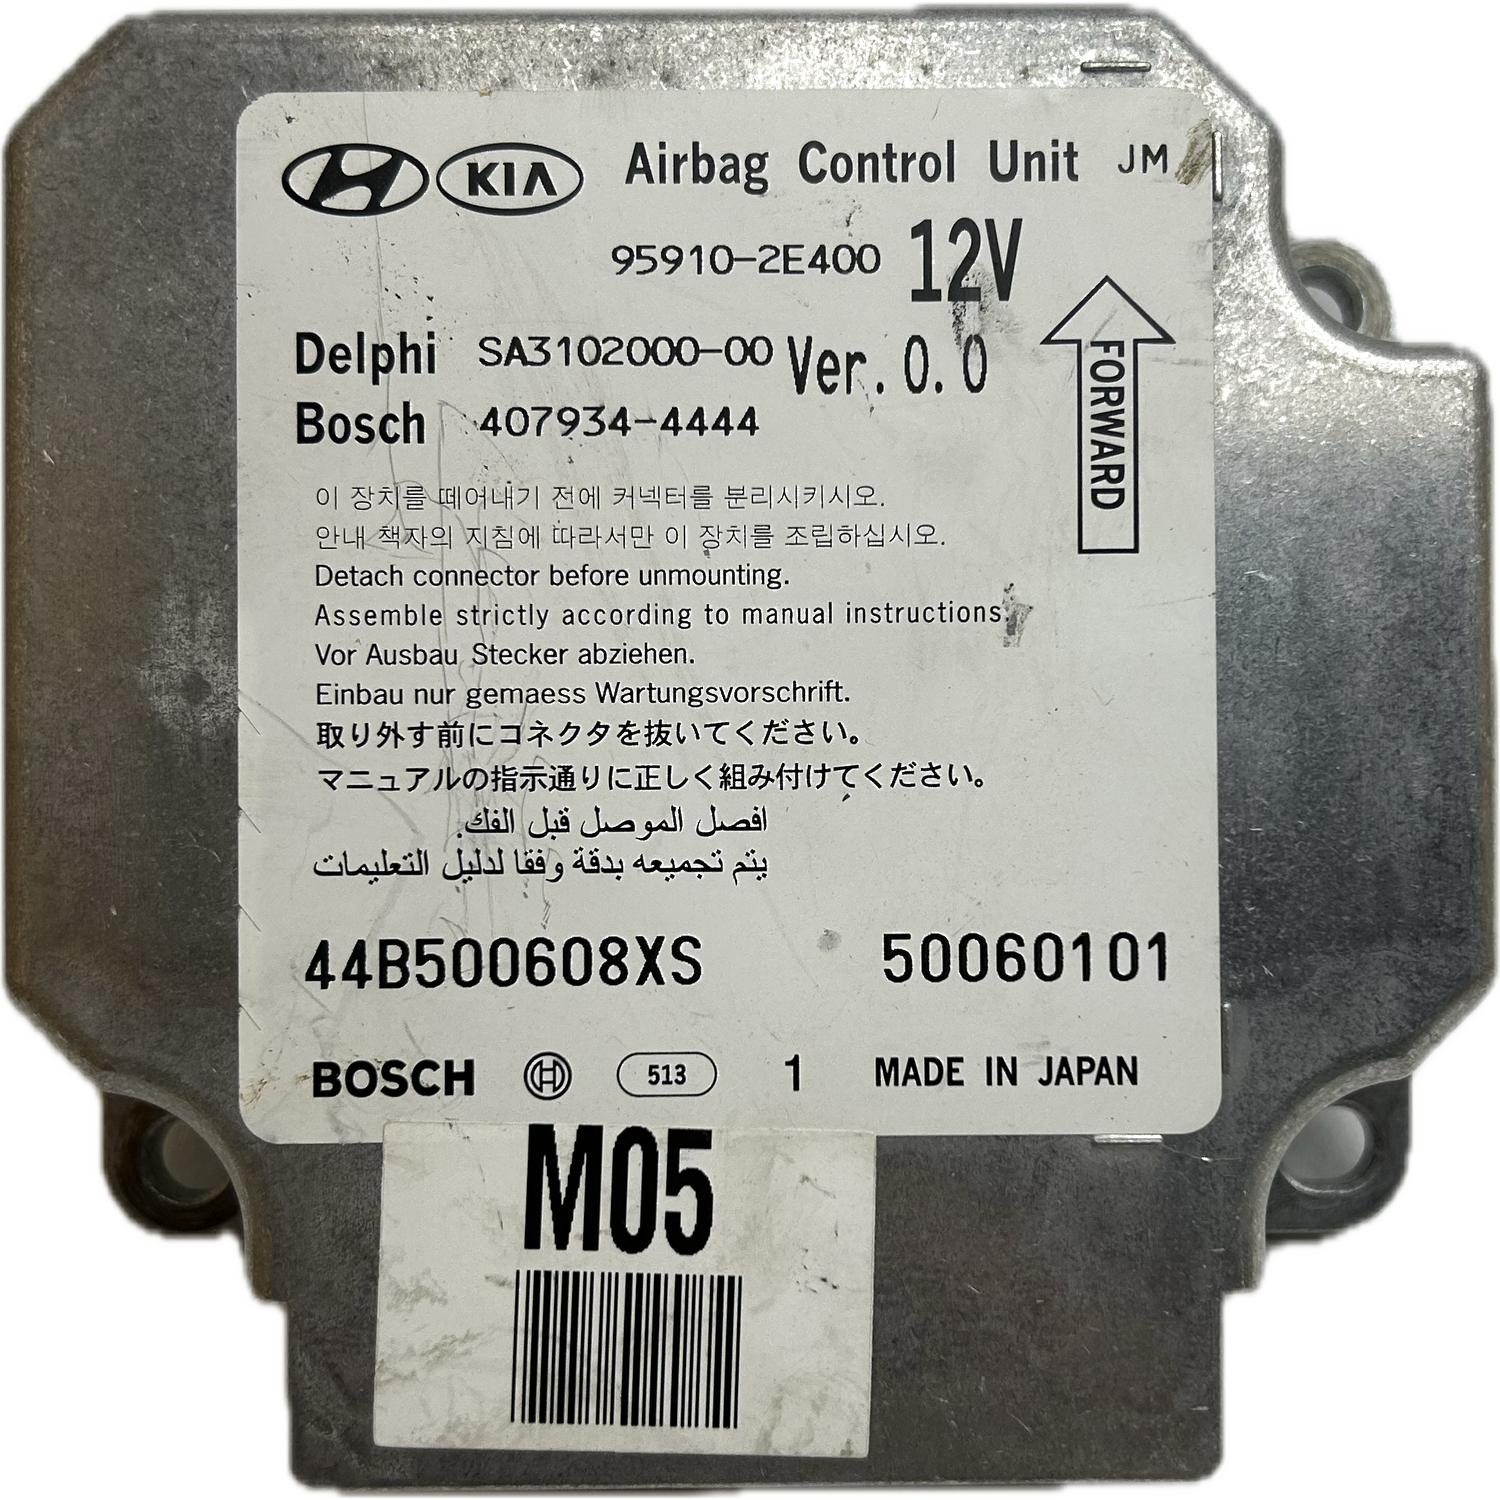 KIA Airbag Control Unit JM
95910-2E400 12V
Delphi SA3102000-00 Ver.0.0
Bosch 407934-4444
FORWARD
이 장치를 떼어내기 전에 커넥터를 분리시키시오.
안내 책자의 지침에 따라서만 이 장치를 조립하십시오.
Detach connector before unmounting.
Assemble strictly according to manual instructions.
Vor Ausbau Stecker abziehen.
Einbau nur gemaess Wartungsvorschrift.
取り外す前にコネクタを抜いてください。
マニュアルの指示通りに正しく組み付けてください。
افصل الموصل قبل الفك.
يتم تجميعه بدقة وفقا لدليل التعليمات
44B500608XS 50060101
BOSCH 513 1 MADE IN JAPAN
M05